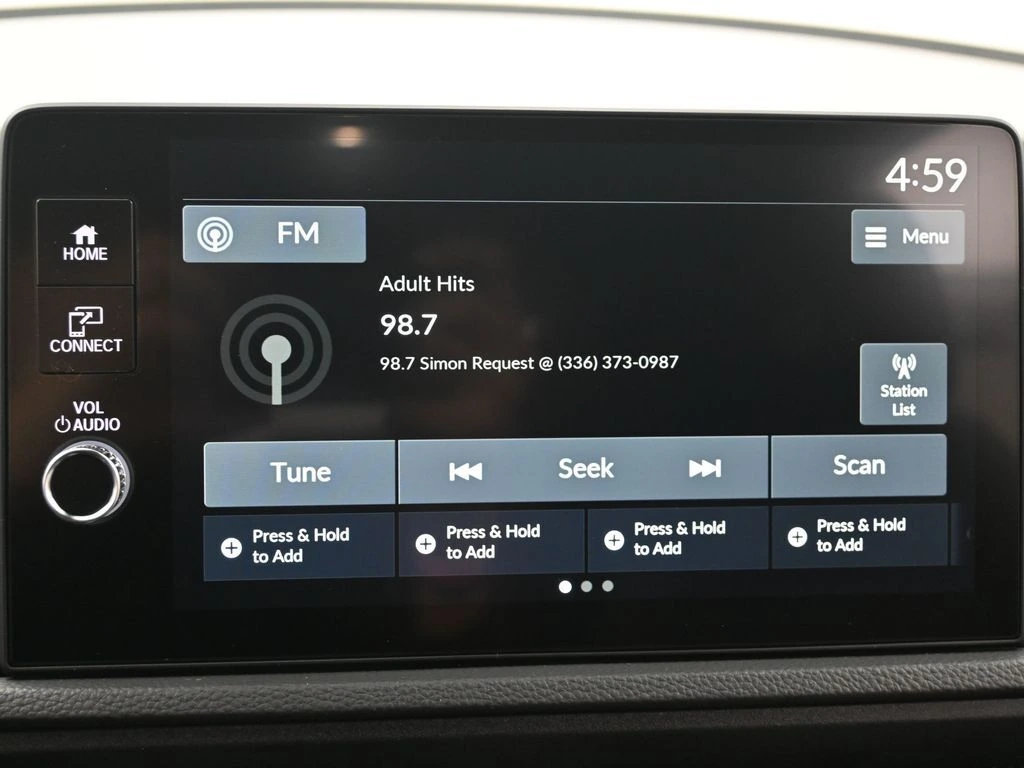 4:59
FM
Menu
HOME
Adult Hits
98.7
CONNECT
98.7 Simon Request @ (336) 373-0987
Station
List
VOL
AUDIO
Tune
Seek
Scan
Press & Hold
to Add
Press & Hold
to Add
Press & Hold
to Add
Press & Hold
to Add